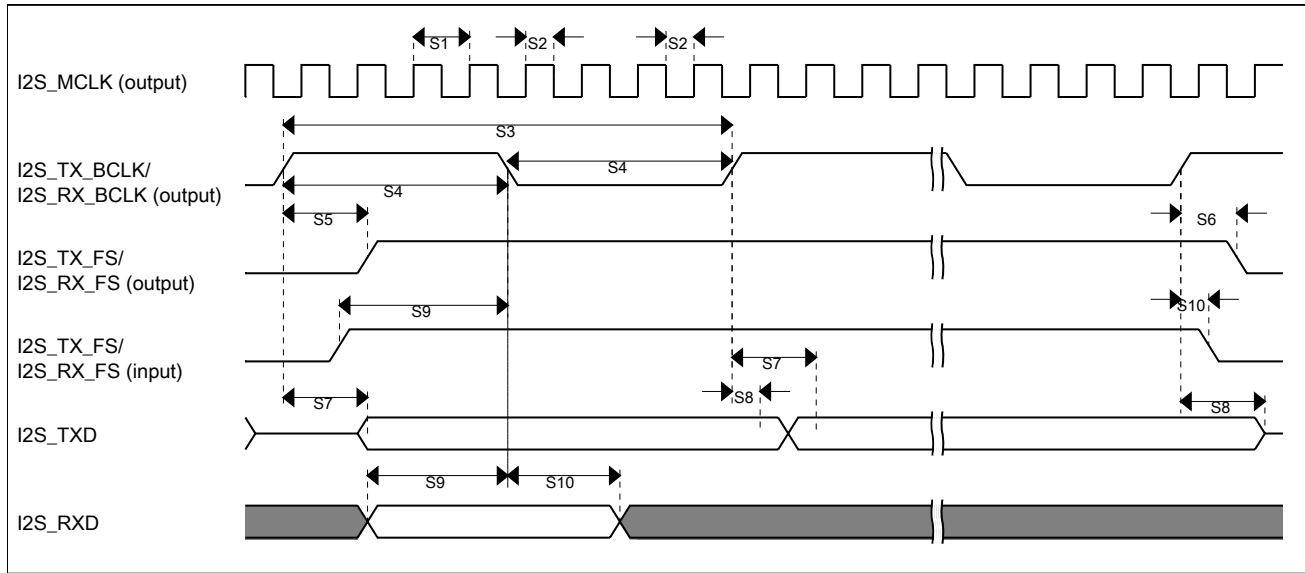 S1
S2
S2
I2S_MCLK (output)
S3
I2S_TX_BCLK/
I2S_RX_BCLK (output)
S4
S4
S5
S6
I2S_TX_FS/
I2S_RX_FS (output)
S9
S10
I2S_TX_FS/
I2S_RX_FS (input)
S7
S7
S8
S8
I2S_TXD
S9
S10
I2S_RXD